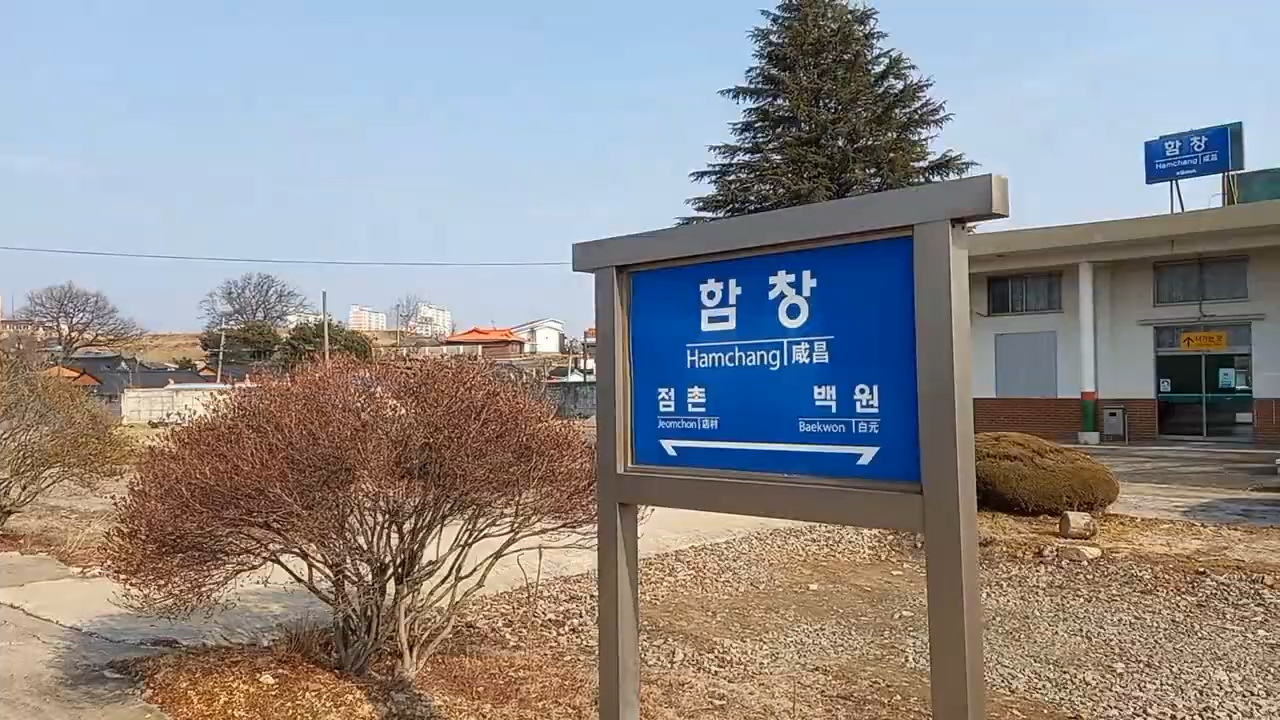 함 창
Hamchang 咸昌
점 촌
Jeomchon 店村
백 원
Baekwon 白元
함 창
Hamchang 咸昌
나가는 곳